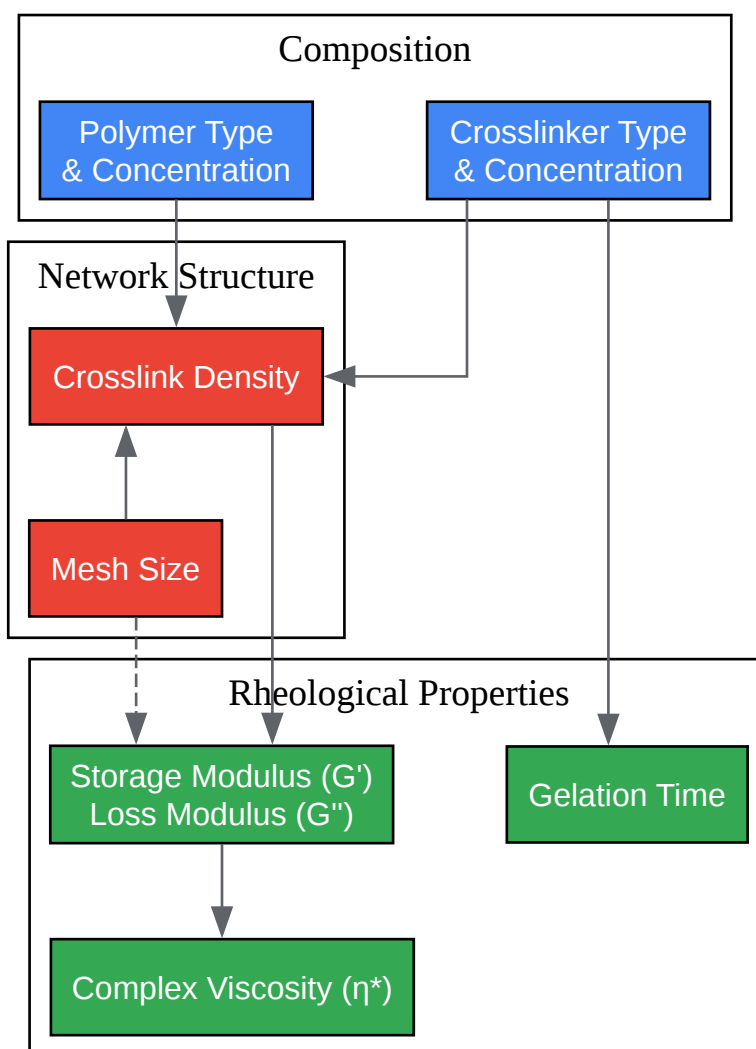 Composition
Polymer Type
& Concentration
Crosslinker Type
& Concentration
Network Structure
Crosslink Density
Mesh Size
Rheological Properties
Storage Modulus (G')
Loss Modulus (G")
Gelation Time
Complex Viscosity (η*)